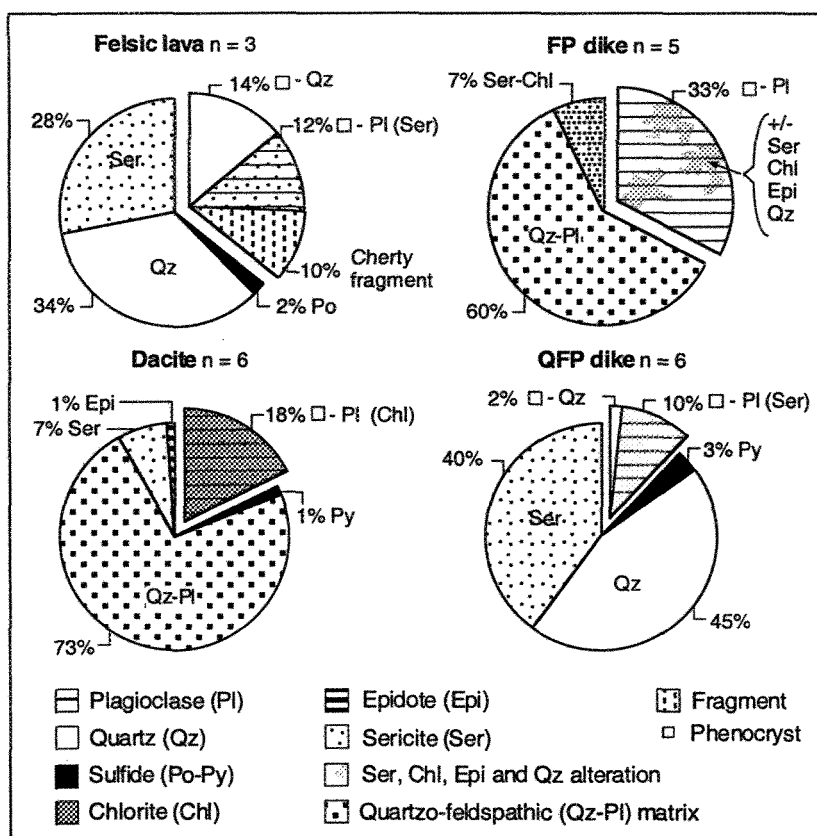 Felsic lava n = 3
14% □ - Qz
12% □ - Pl (Ser)
10% Cherty fragment
2% Po
34%
Qz
28%
Ser
FP dike n = 5
7% Ser-Chl
33% □ - Pl
+/-
Ser
Chl
Epi
Qz
Qz-Pl
60%
Dacite n = 6
1% Epi
7% Ser
18% □ - Pl (Chl)
1% Py
Qz-Pl
73%
QFP dike n = 6
2% □ - Qz
10% □ - Pl (Ser)
3% Py
40%
Ser
Qz
45%
Plagioclase (Pl)
Quartz (Qz)
Sulfide (Po-Py)
Chlorite (Chl)
Epidote (Epi)
Sericite (Ser)
Ser, Chl, Epi and Qz alteration
Quartzo-feldspathic (Qz-Pl) matrix
Fragment
□ Phenocryst